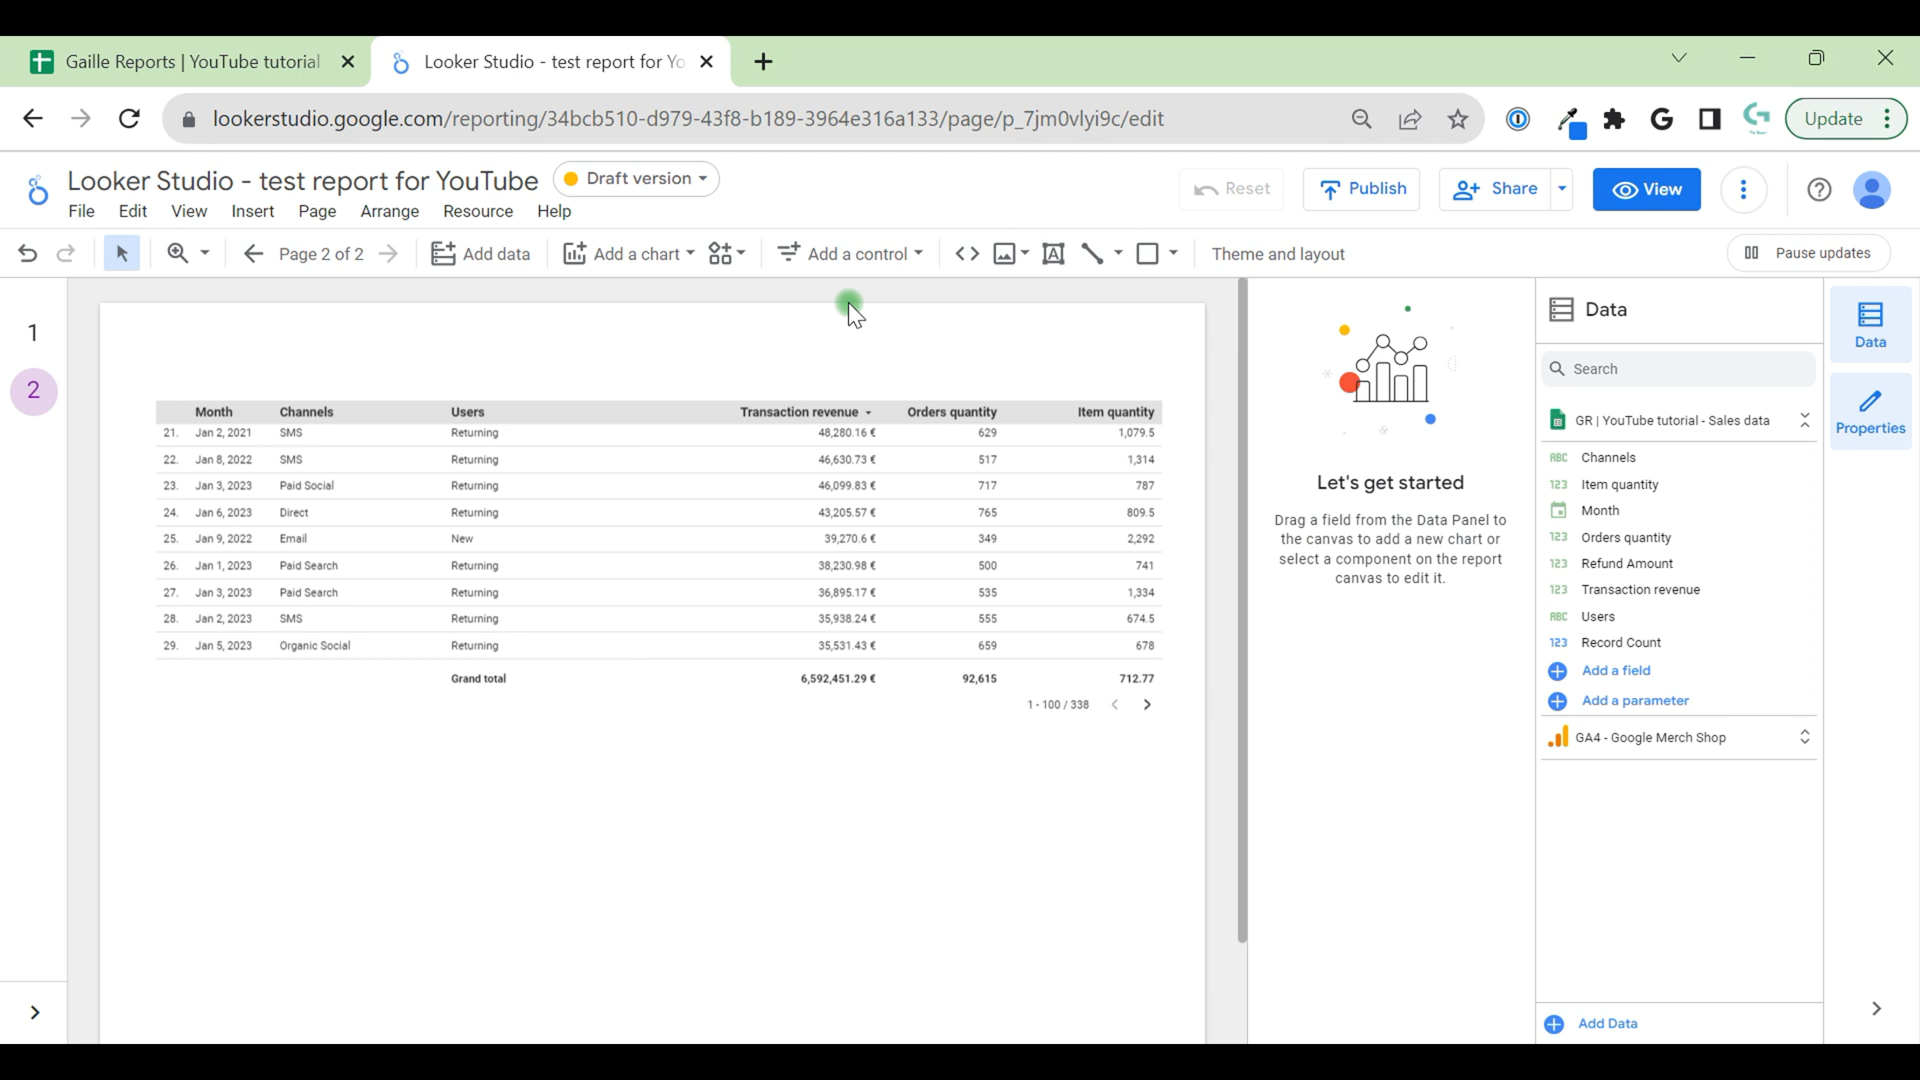 Gaille Reports | YouTube tutorial
Looker Studio - test report for Yo
lookerstudio.google.com/reporting/34bcb510-d979-43f8-b189-3964e316a133/page/p_7jm0vlyi9c/edit
Update
Looker Studio - test report for YouTube
Draft version
Reset
Publish
Share
View
File Edit View Insert Page Arrange Resource Help
Page 2 of 2
Add data
Add a chart
Add a control
Theme and layout
Pause updates
1
2
Month Channels Users Transaction revenue Orders quantity Item quantity
21. Jan 2, 2021 SMS Returning 48,280.16 € 629 1,079.5
22. Jan 8, 2022 SMS Returning 46,630.73 € 517 1,314
23. Jan 3, 2023 Paid Social Returning 46,099.83 € 717 787
24. Jan 6, 2023 Direct Returning 43,205.57 € 765 809.5
25. Jan 9, 2022 Email New 39,270.6 € 349 2,292
26. Jan 1, 2023 Paid Search Returning 38,230.98 € 500 741
27. Jan 3, 2023 Paid Search Returning 36,895.17 € 535 1,334
28. Jan 2, 2023 SMS Returning 35,938.24 € 555 674.5
29. Jan 5, 2023 Organic Social Returning 35,531.43 € 659 678
Grand total 6,592,451.29 € 92,615 712.77
1 - 100 / 338
Let's get started
Drag a field from the Data Panel to
the canvas to add a new chart or
select a component on the report
canvas to edit it.
Data
Search
GR | YouTube tutorial - Sales data
ABC Channels
123 Item quantity
Month
123 Orders quantity
123 Refund Amount
123 Transaction revenue
ABC Users
123 Record Count
Add a field
Add a parameter
GA4 - Google Merch Shop
Add Data
Data
Properties